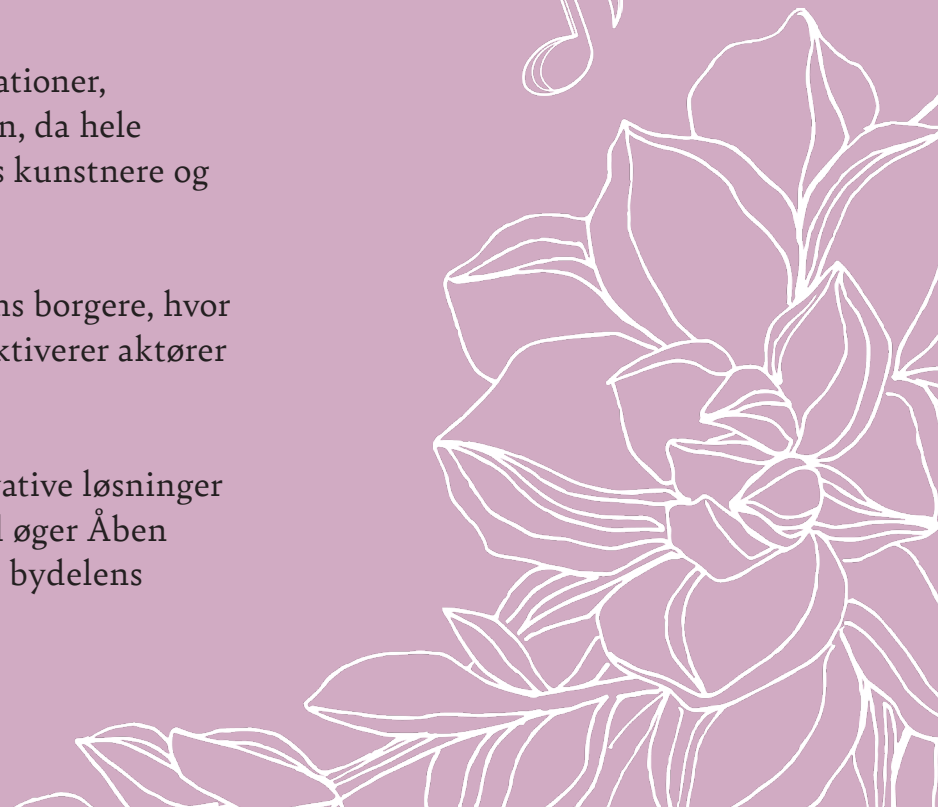 ationer,
n, da hele
s kunstnere og
ns borgere, hvor
ktiverer aktører
ative løsninger
øger Åben
bydelens